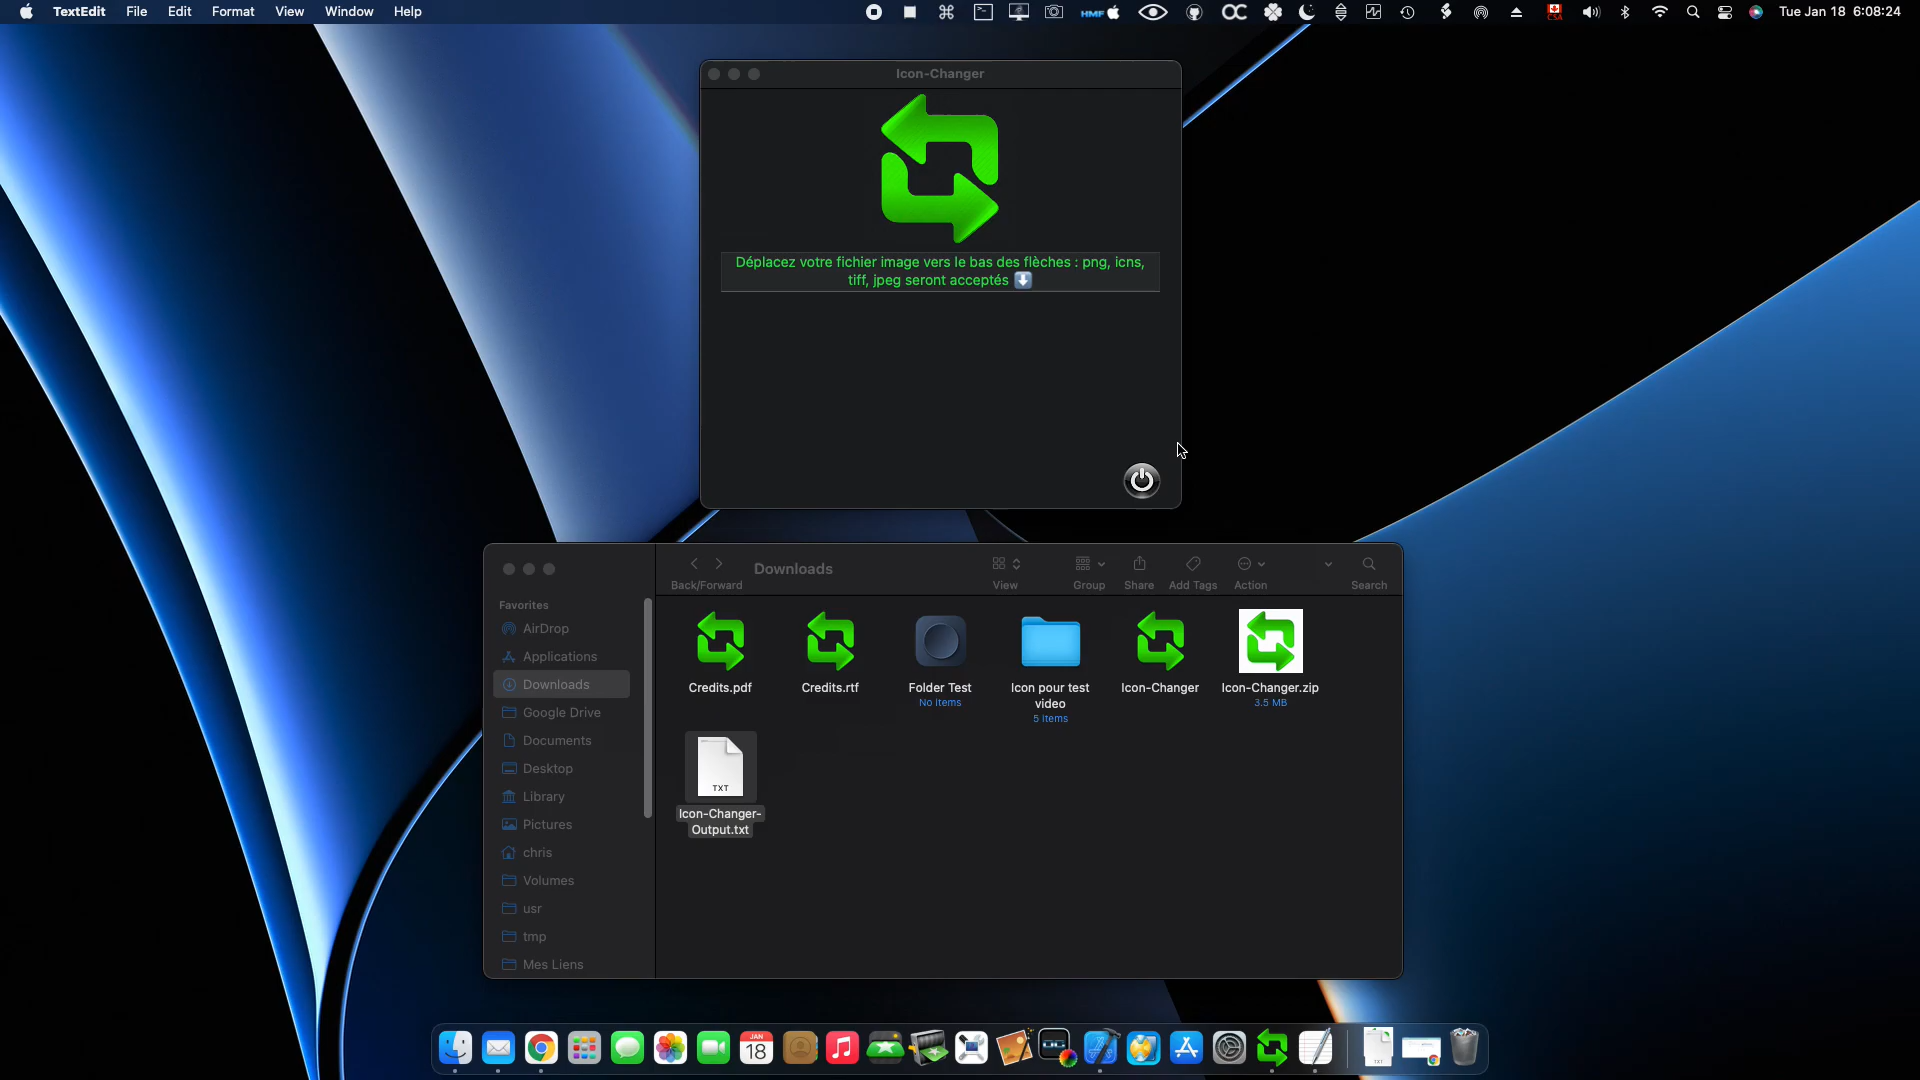 TextEdit File Edit Format View Window Help
HMF
CSA
Tue Jan 18 6:08:24
Icon-Changer
Déplacez votre fichier image vers le bas des flèches : png, icns,
tiff, jpeg seront acceptés ⬇️
Back/Forward
Downloads
View
Group
Share
Add Tags
Action
Search
Favorites
AirDrop
Applications
Downloads
Google Drive
Documents
Desktop
Library
Pictures
chris
Volumes
usr
tmp
Mes Liens
Credits.pdf
Credits.rtf
Folder Test
No items
Icon pour test
video
5 items
Icon-Changer
Icon-Changer.zip
3.5 MB
TXT
Icon-Changer-
Output.txt
JAN
18
TXT